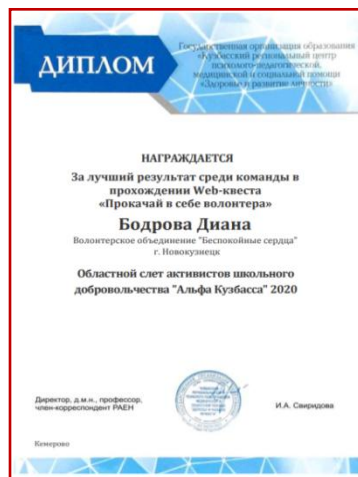 ДИПЛОМ
Государственная организация образования
«Кузбасский региональный центр
психолого-педагогической,
медицинской и социальной помощи
«Здоровье и развитие личности»
НАГРАЖДАЕТСЯ
За лучший результат среди команды в
прохождении Web-квеста
«Прокачай в себе волонтера»
Бодрова Диана
Волонтерское объединение "Беспокойные сердца"
г. Новокузнецк
Областной слет активистов школьного
добровольчества "Альфа Кузбасса" 2020
Директор, д.м.н., профессор,
член-корреспондент РАЕН
И.А. Свиридова
Кемерово